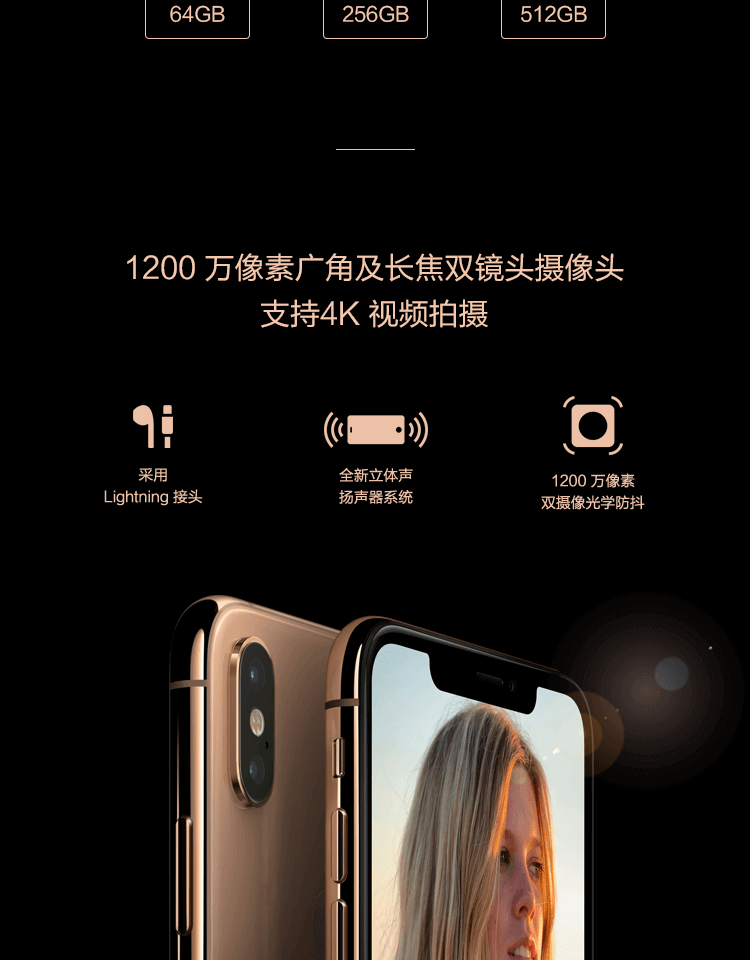 64GB 256GB 512GB
1200 万像素广角及长焦双镜头摄像头
支持4K 视频拍摄
采用
Lightning 接头
全新立体声
扬声器系统
1200 万像素
双摄像光学防抖